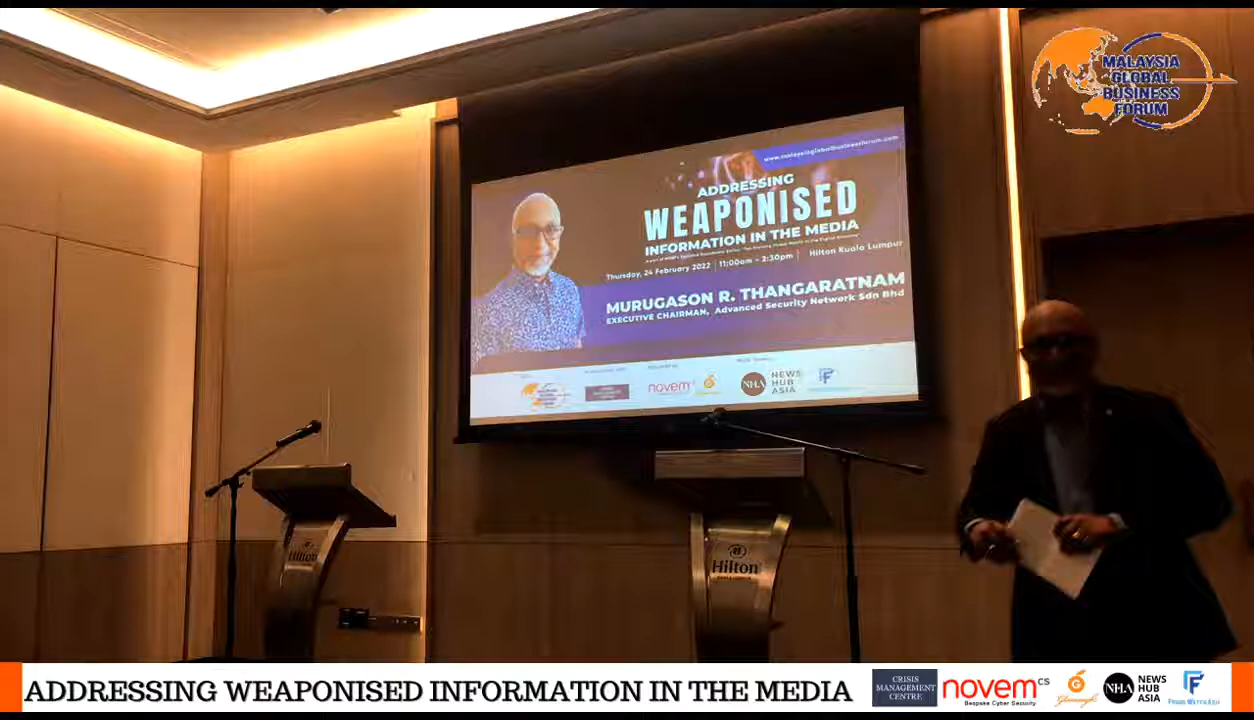 MALAYSIA
GLOBAL
BUSINESS
FORUM
www.malaysiaglobalbusinessforum.com
ADDRESSING
WEAPONISED
INFORMATION IN THE MEDIA
Thursday, 24 February 2022 | 11:00am - 2:30pm | Hilton Kuala Lumpur
MURUGASON R. THANGARATNAM
EXECUTIVE CHAIRMAN, Advanced Security Network Sdn Bhd
novem
NHA
NEWS
HUB
ASIA
Hilton
Hilton
ADDRESSING WEAPONISED INFORMATION IN THE MEDIA
CRISIS
MANAGEMENT
CENTRE
novem CS
Bespoke Cyber Security
NHA
NEWS
HUB
ASIA